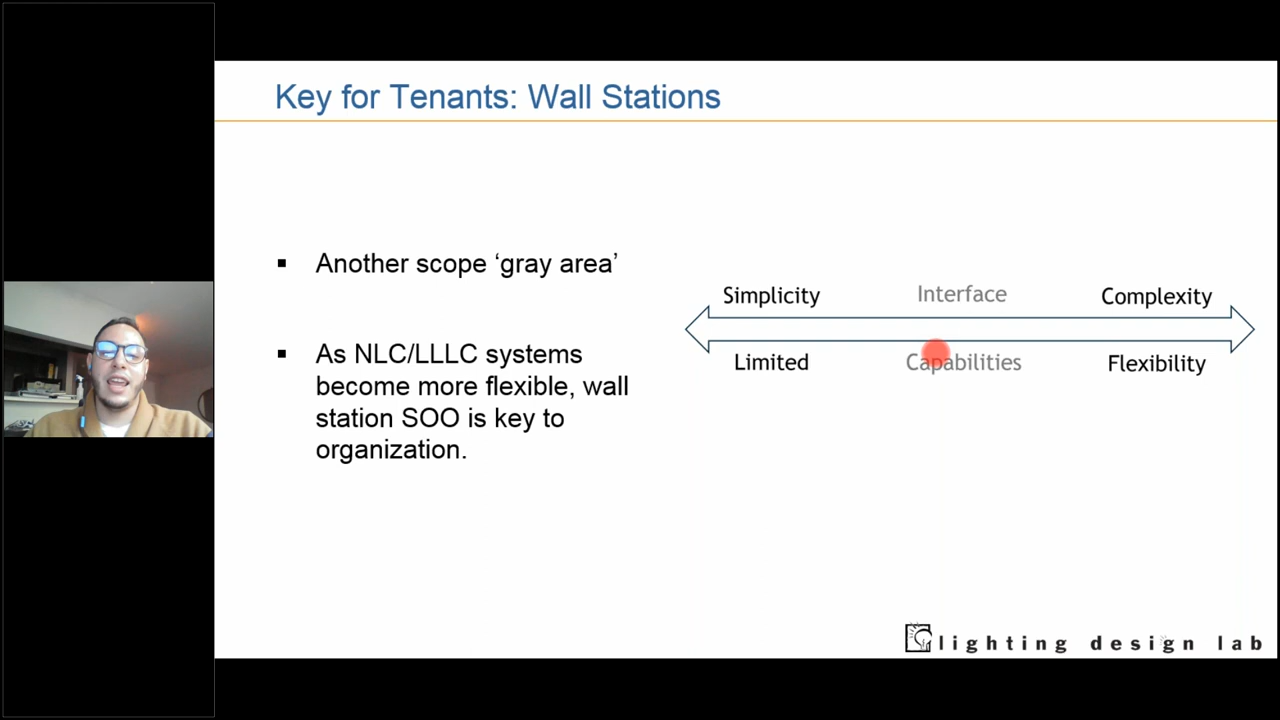 Key for Tenants: Wall Stations
▪ Another scope ‘gray area’
▪ As NLC/LLLC systems
become more flexible, wall
station SOO is key to
organization.
Simplicity Interface Complexity
Limited Capabilities Flexibility
lighting design lab